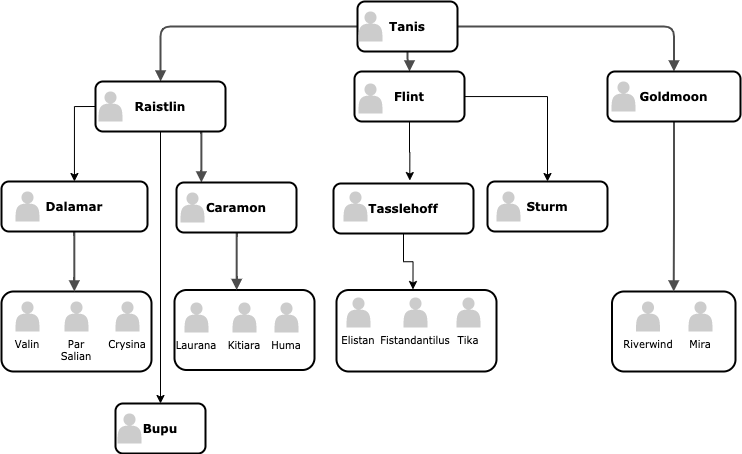 Tanis
Raistlin
Flint
Goldmoon
Dalamar
Caramon
Tasslehoff
Sturm
Valin
Par
Salian
Crysina
Laurana
Kitiara
Huma
Elistan
Fistandantilus
Tika
Riverwind
Mira
Bupu